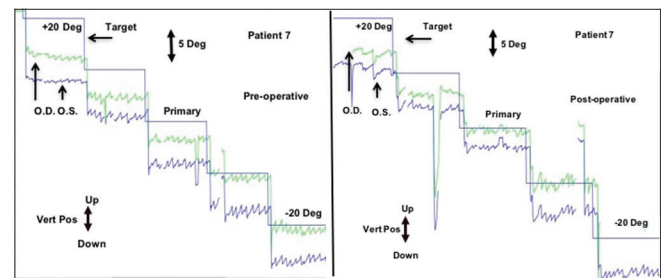 +20 Deg
Target
5 Deg
Patient 7
Pre-operative
O.D. O.S.
Primary
Up
Vert Pos
Down
-20 Deg
+20 Deg
Target
5 Deg
Patient 7
Post-operative
O.D.
O.S.
Primary
Up
Vert Pos
Down
-20 Deg